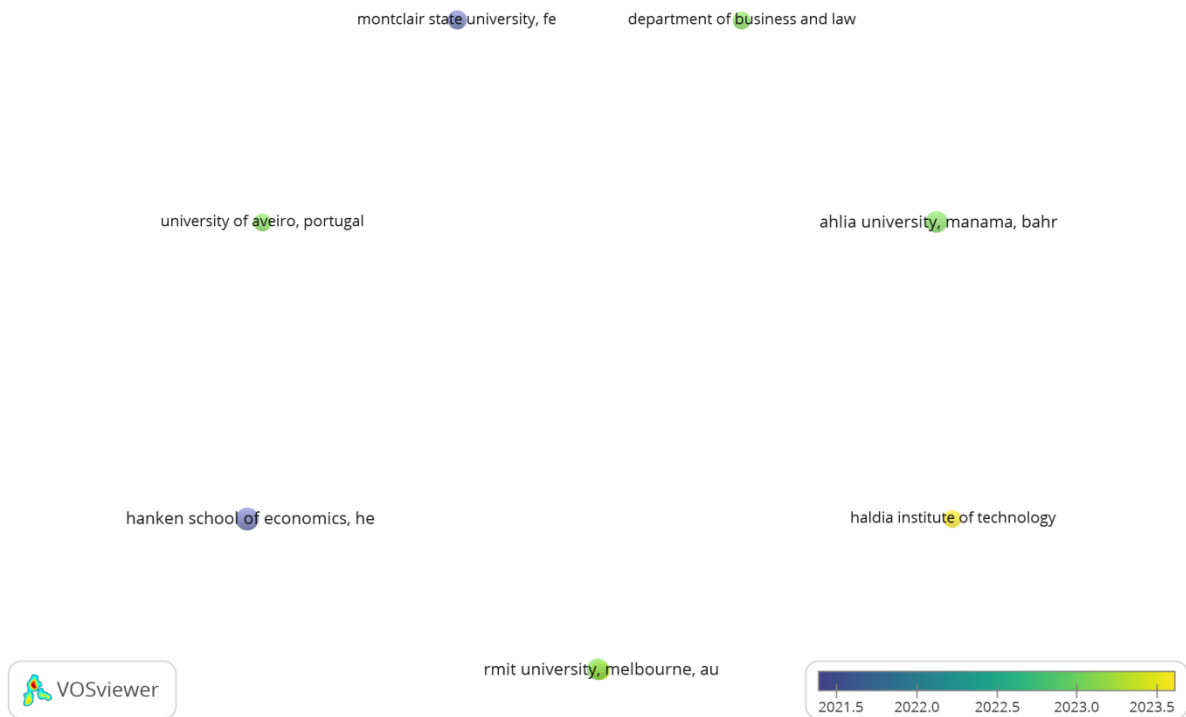 montclair state university, fe
department of business and law
university of aveiro, portugal
ahlia university, manama, bahr
hanken school of economics, he
haldia institute of technology
rmit university, melbourne, au
VOSviewer
2021.5 2022.0 2022.5 2023.0 2023.5